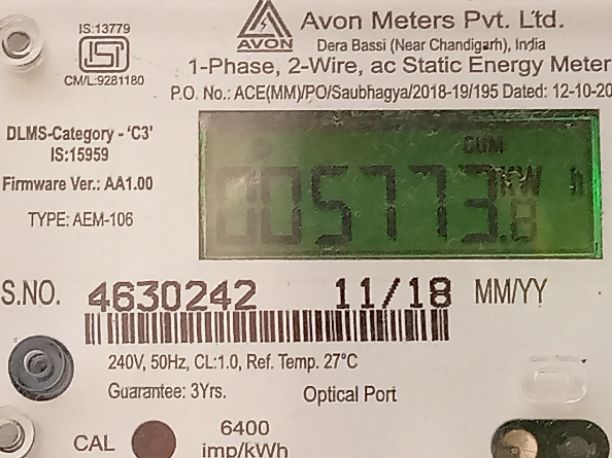 IS:13779
ISI
CM/L:9281180
AVON
Avon Meters Pvt. Ltd.
Dera Bassi (Near Chandigarh), India
1-Phase, 2-Wire, ac Static Energy Meter
P.O. No.: ACE(MM)/PO/Saubhagya/2018-19/195 Dated: 12-10-20
DLMS-Category - 'C3'
IS:15959
Firmware Ver.: AA1.00
TYPE: AEM-106
CUM
005773.8 kW h
S.NO. 4630242 11/18 MM/YY
240V, 50Hz, CL:1.0, Ref. Temp. 27°C
Guarantee: 3Yrs.
Optical Port
CAL
6400
imp/kWh